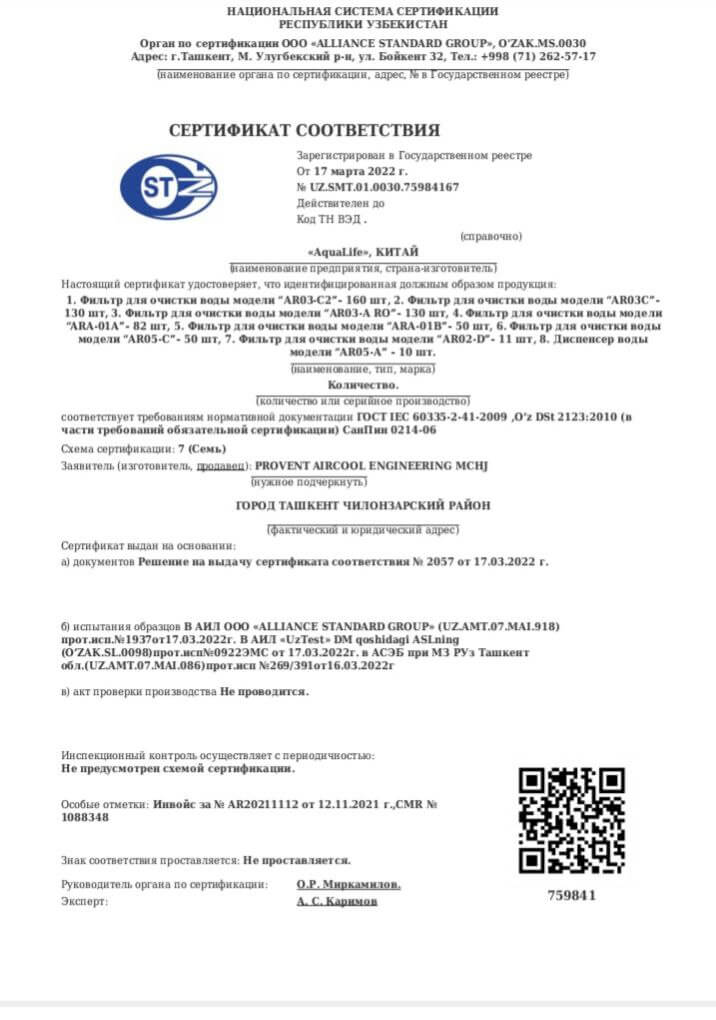 НАЦИОНАЛЬНАЯ СИСТЕМА СЕРТИФИКАЦИИ
РЕСПУБЛИКИ УЗБЕКИСТАН
Орган по сертификации ООО «ALLIANCE STANDARD GROUP», O'ZAK.MS.0030
Адрес: г.Ташкент, М. Улугбекский р-н, ул. Бойкент 32, Тел.: +998 (71) 262-57-17
(наименование органа по сертификации, адрес, № в Государственном реестре)
СЕРТИФИКАТ СООТВЕТСТВИЯ
STZ
Зарегистрирован в Государственном реестре
От 17 марта 2022 г.
№ UZ.SMT.01.0030.75984167
Действителен до
Код ТН ВЭД .
(справочно)
«AquaLife», КИТАЙ
(наименование предприятия, страна-изготовитель)
Настоящий сертификат удостоверяет, что идентифицированная должным образом продукция:
1. Фильтр для очистки воды модели “AR03-C2”- 160 шт, 2. Фильтр для очистки воды модели “AR03C”-
130 шт, 3. Фильтр для очистки воды модели “AR03-A RO”- 130 шт, 4. Фильтр для очистки воды модели
“ARA-01A”- 82 шт, 5. Фильтр для очистки воды модели “ARA-01B”- 50 шт, 6. Фильтр для очистки воды
модели “AR05-C”- 50 шт, 7. Фильтр для очистки воды модели “AR02-D”- 11 шт, 8. Диспенсер воды
модели “AR05-A” - 10 шт.
(наименование, тип, марка)
Количество.
(количество или серийное производство)
соответствует требованиям нормативной документации ГОСТ IEC 60335-2-41-2009 ,O’z DSt 2123:2010 (в
части требований обязательной сертификации) СанПин 0214-06
Схема сертификации: 7 (Семь)
Заявитель (изготовитель, продавец): PROVENT AIRCOOL ENGINEERING MCHJ
(нужное подчеркнуть)
ГОРОД ТАШКЕНТ ЧИЛОНЗАРСКИЙ РАЙОН
(фактический и юридический адрес)
Сертификат выдан на основании:
а) документов Решение на выдачу сертификата соответствия № 2057 от 17.03.2022 г.
б) испытания образцов В АИЛ ООО «ALLIANCE STANDARD GROUP» (UZ.AMT.07.MAI.918)
прот.исп.№1937от17.03.2022г. В АИЛ «UzTest» DM qoshidagi ASLning
(O’ZAK.SL.0098)прот.исп№0922ЭМС от 17.03.2022г. в АСЭБ при МЗ РУз Ташкент
обл.(UZ.AMT.07.MAI.086)прот.исп №269/391от16.03.2022г
в) акт проверки производства Не проводится.
Инспекционный контроль осуществляет с периодичностью:
Не предусмотрен схемой сертификации.
Особые отметки: Инвойс за № AR20211112 от 12.11.2021 г.,CMR №
1088348
Знак соответствия проставляется: Не проставляется.
Руководитель органа по сертификации: О.Р. Миркамилов.
Эксперт: А. С. Каримов
759841